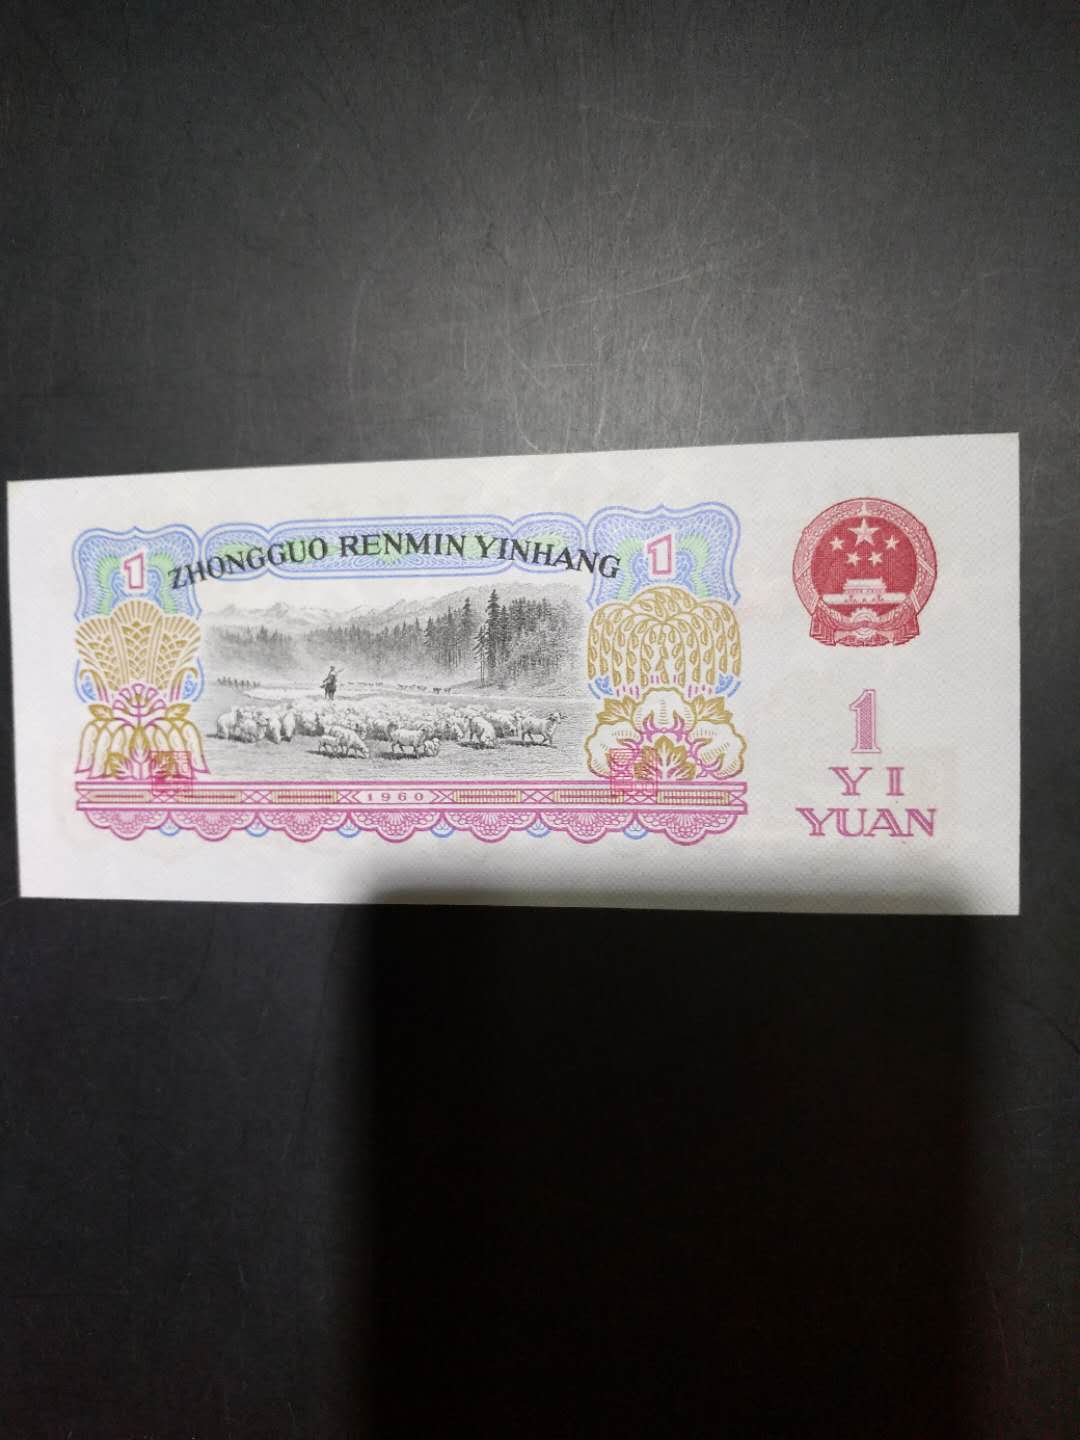 ZHONGGUO RENMIN YINHANG
1
1
1960
1
YI
YUAN